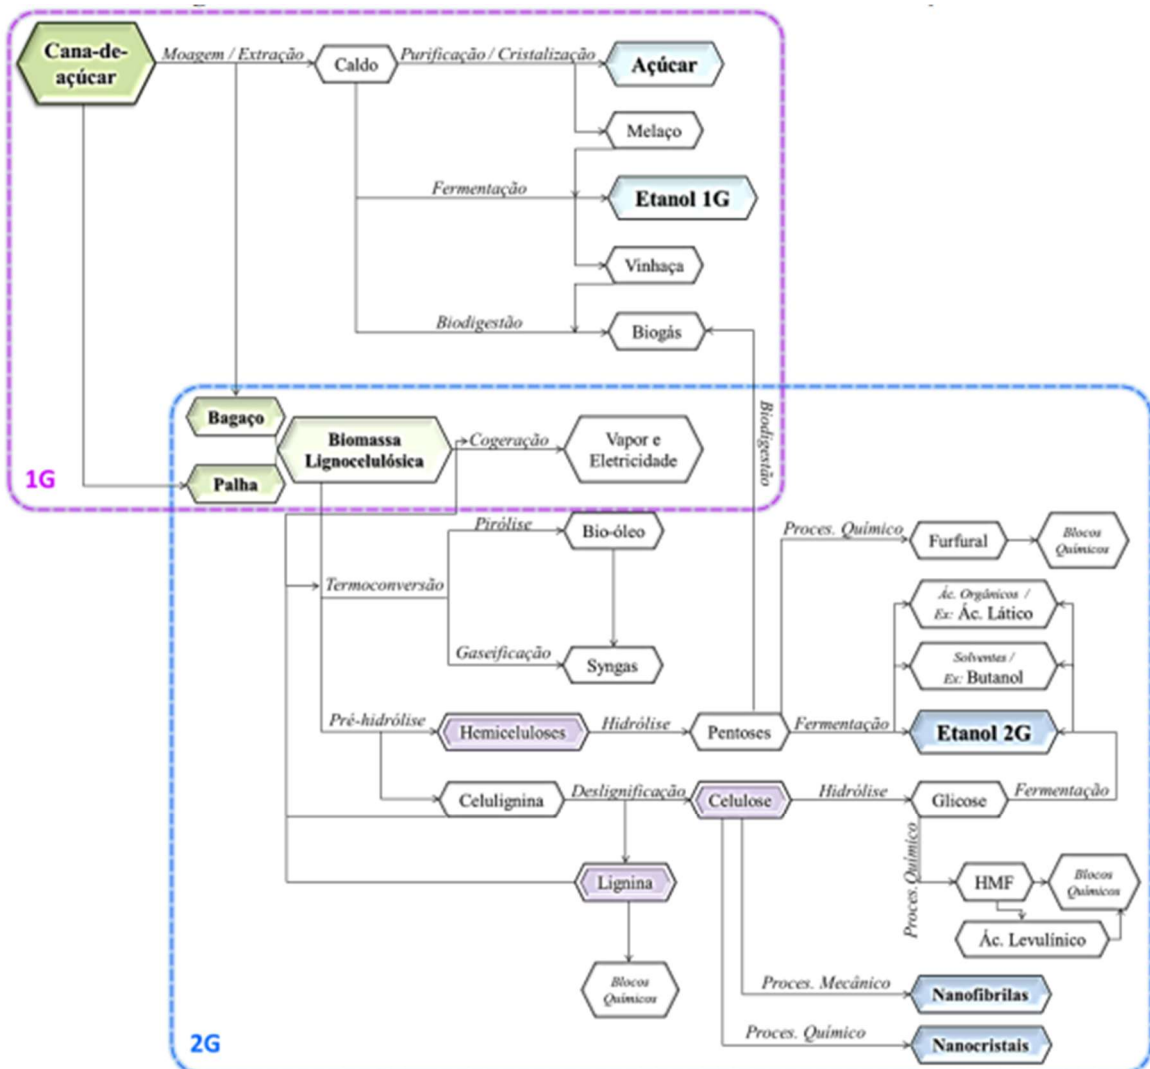 Cana-de-
açúcar
Moagem / Extração
Caldo
Purificação / Cristalização
Açúcar
Melaço
Fermentação
Etanol 1G
Vinhaça
Biodigestão
Biogás
Bagaço
Biomassa
Lignocelulósica
Cogeração
Vapor e
Eletricidade
Biodigestão
Palha
1G
Pirólise
Bio-óleo
Proces. Químico
Furfural
Blocos
Químicos
Termoconversão
Ác. Orgânicos /
Ex: Ác. Lático
Gaseificação
Syngas
Solventes /
Ex: Butanol
Pré-hidrólise
Hemiceluloses
Hidrólise
Pentoses
Fermentação
Etanol 2G
Celulignina
Deslignificação
Celulose
Hidrólise
Glicose
Fermentação
Proces. Químico
Lignina
HMF
Blocos
Químicos
Ác. Levulínico
Blocos
Químicos
Proces. Mecânico
Nanofibrilas
Proces. Químico
Nanocristais
2G